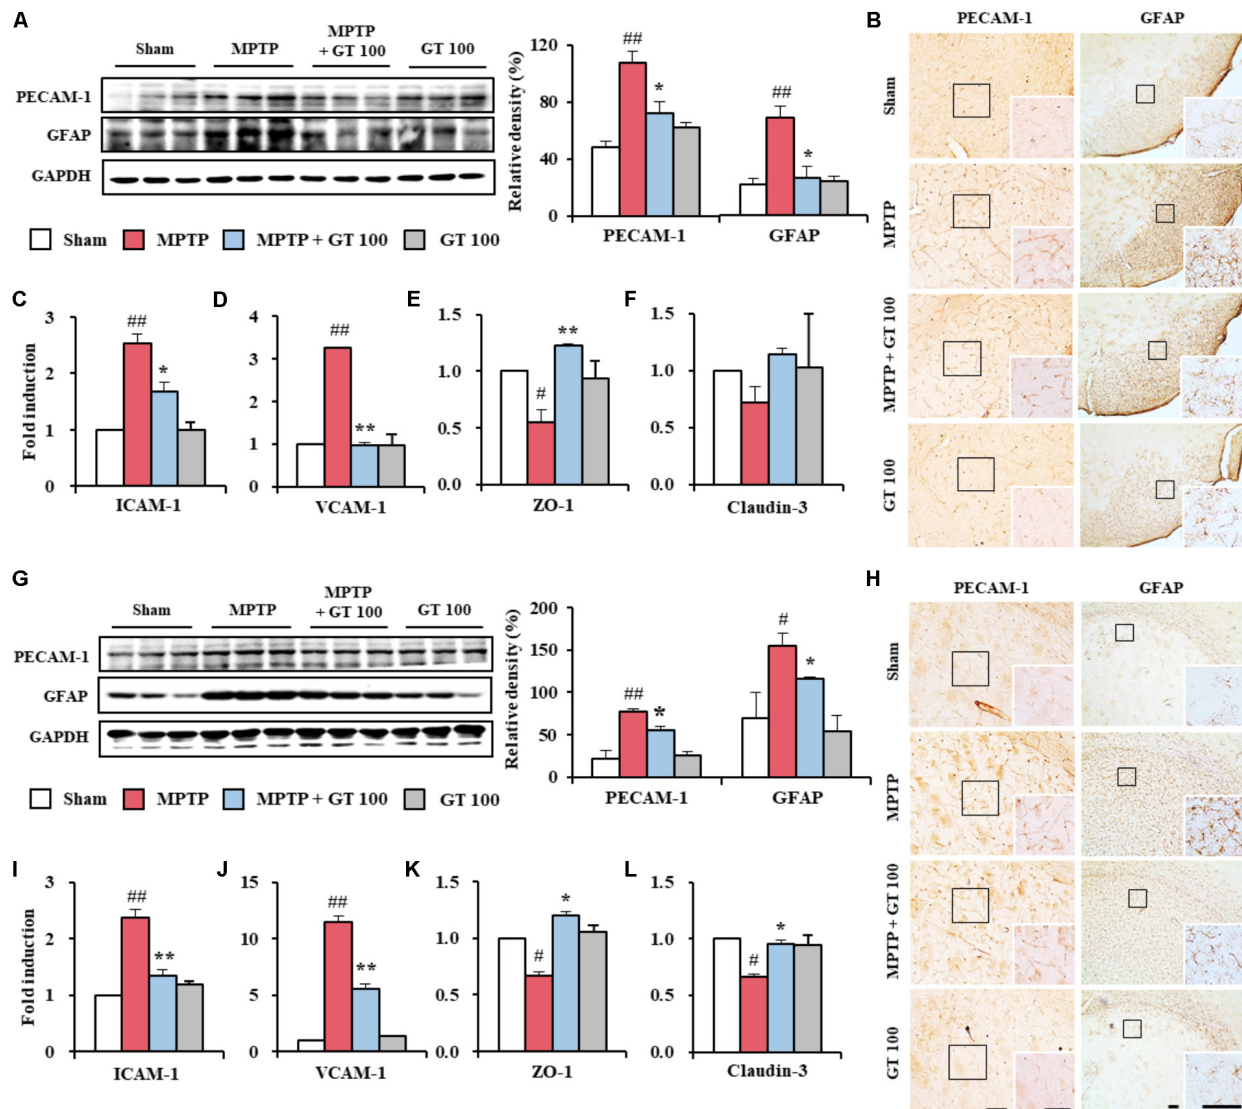 A
Sham
MPTP
MPTP
+ GT 100
GT 100
PECAM-1
GFAP
GAPDH
Relative density (%)
120
80
40
0
##
*
##
*
PECAM-1
GFAP
Sham
MPTP
MPTP + GT 100
GT 100
B
PECAM-1
GFAP
Sham
MPTP
MPTP + GT 100
GT 100
C
Fold induction
3
2
1
0
##
*
ICAM-1
D
4
3
2
1
0
##
**
VCAM-1
E
1.5
1.0
0.5
0.0
#
**
ZO-1
F
1.5
1.0
0.5
0.0
Claudin-3
G
Sham
MPTP
MPTP
+ GT 100
GT 100
PECAM-1
GFAP
GAPDH
Relative density (%)
200
150
100
50
0
##
*
#
*
PECAM-1
GFAP
Sham
MPTP
MPTP + GT 100
GT 100
H
PECAM-1
GFAP
Sham
MPTP
MPTP + GT 100
GT 100
I
Fold induction
3
2
1
0
##
**
ICAM-1
J
15
10
5
0
##
**
VCAM-1
K
1.5
1.0
0.5
0.0
#
*
ZO-1
L
1.5
1.0
0.5
0.0
#
*
Claudin-3